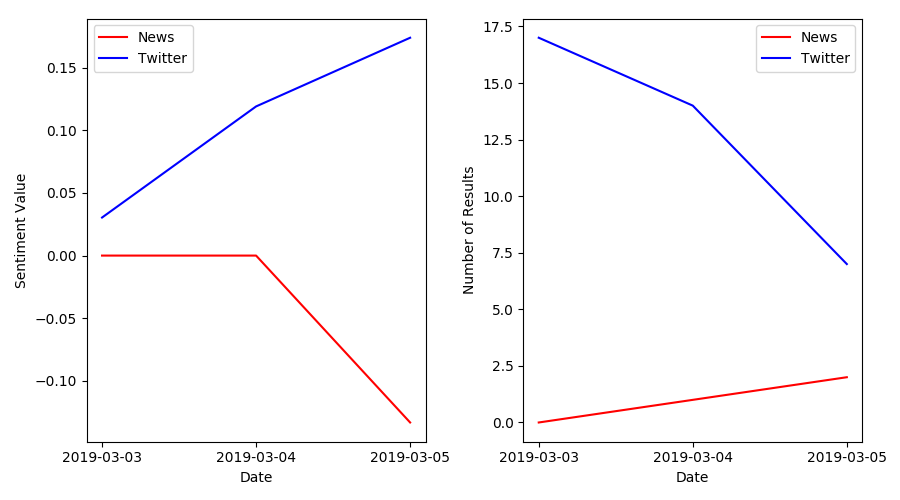 News
Twitter
0.15
0.10
0.05
0.00
−0.05
−0.10
Sentiment Value
2019-03-03
2019-03-04
2019-03-05
Date
News
Twitter
17.5
15.0
12.5
10.0
7.5
5.0
2.5
0.0
Number of Results
2019-03-03
2019-03-04
2019-03-05
Date